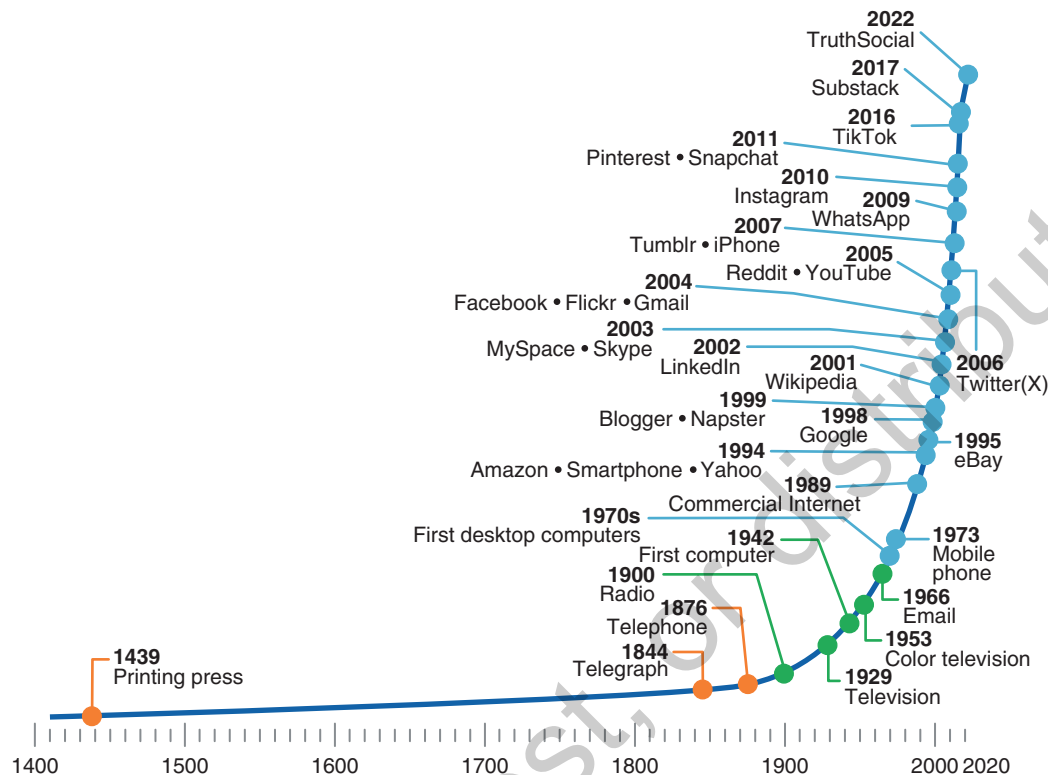 2022
TruthSocial
2017
Substack
2016
TikTok
2011
Pinterest • Snapchat
2010
Instagram
2009
WhatsApp
2007
Tumblr • iPhone
2005
Reddit • YouTube
2004
Facebook • Flickr • Gmail
2003
MySpace • Skype
2002
LinkedIn
2001
Wikipedia
2006
Twitter(X)
1999
Blogger • Napster
1998
Google
1995
eBay
1994
Amazon • Smartphone • Yahoo
1989
Commercial Internet
1970s
First desktop computers
1973
Mobile
phone
1942
First computer
1900
Radio
1966
Email
1876
Telephone
1953
Color television
1844
Telegraph
1929
Television
1439
Printing press
1400 1500 1600 1700 1800 1900 2000 2020
st, or distribut